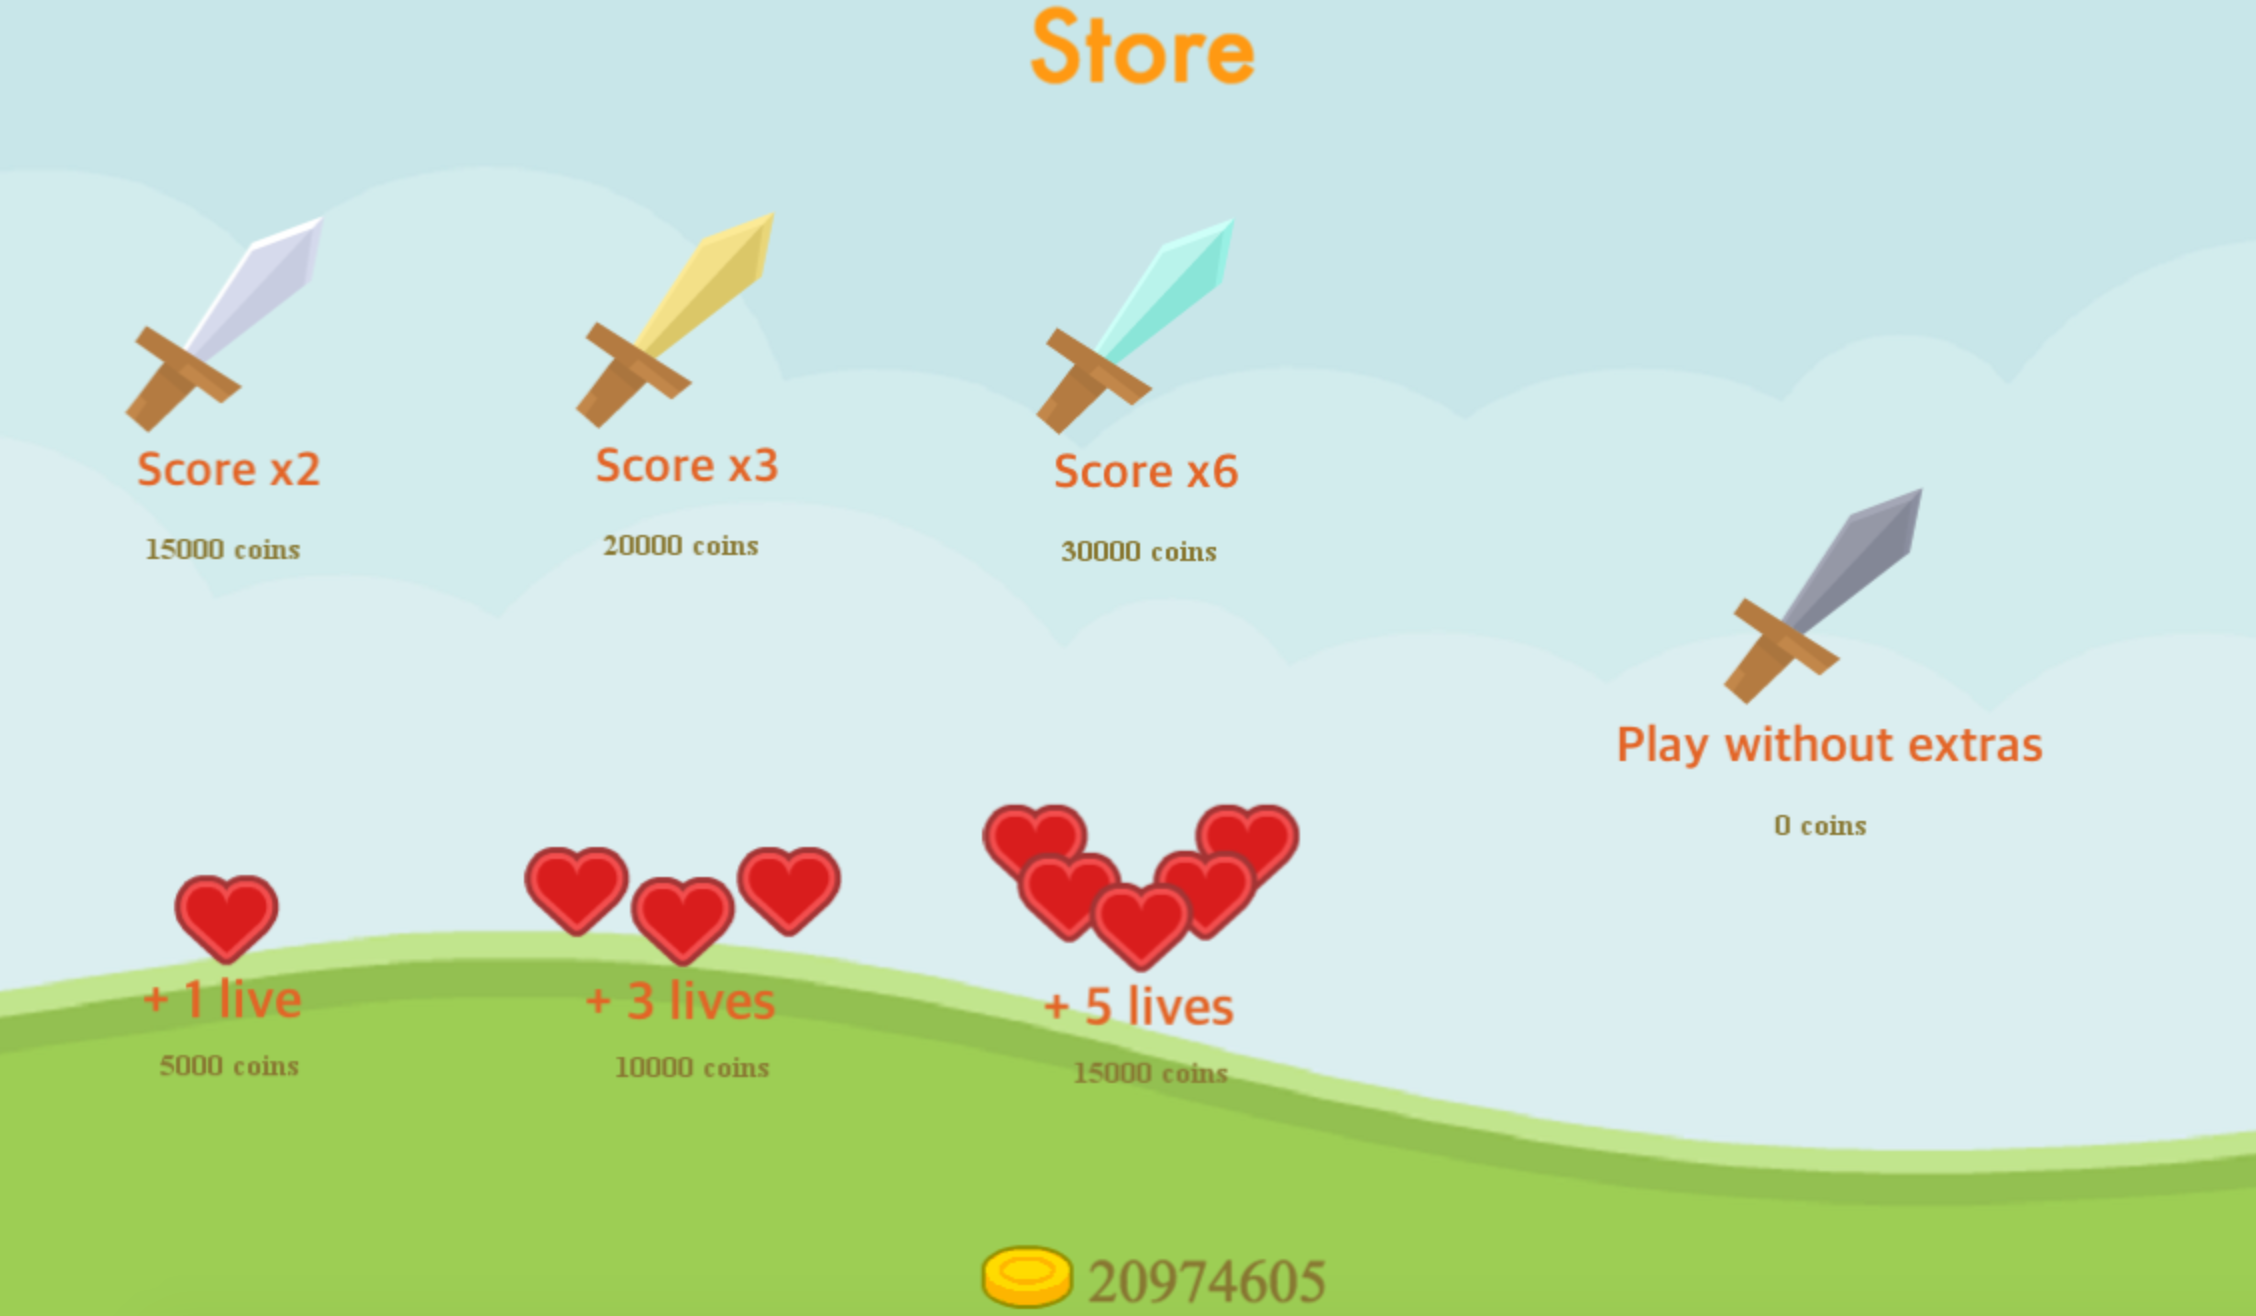 Store
Score x2
15000 coins
Score x3
20000 coins
Score x6
30000 coins
Play without extras
0 coins
+ 1 live
5000 coins
+ 3 lives
10000 coins
+ 5 lives
15000 coins
20974605